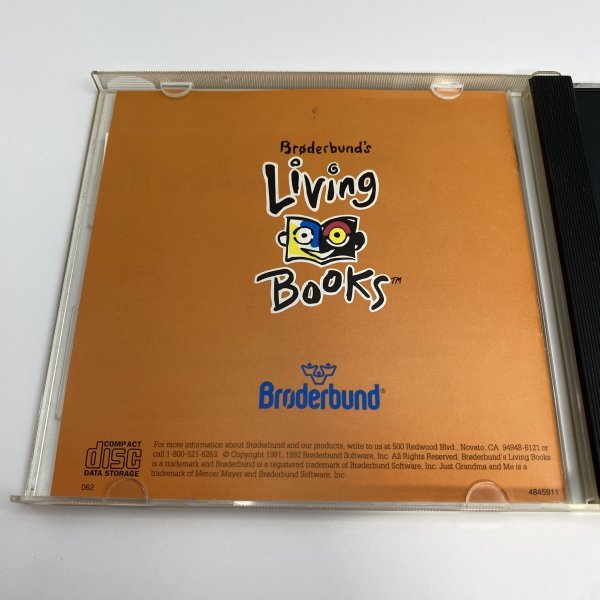 Brøderbund's
Living
Books™
Brøderbund®
COMPACT
disc
DATA STORAGE
For more information about Brøderbund and our products, write to us at 500 Redwood Blvd., Novato, CA 94948-6121 or
call 1-800-521-6263 © Copyright 1991, 1992 Brøderbund Software, Inc. All Rights Reserved. Brøderbund's Living Books
is a trademark and Brøderbund is a registered trademark of Brøderbund Software, Inc. Just Grandma and Me is a
trademark of Mercer Mayer and Brøderbund Software, Inc.
062
4845911